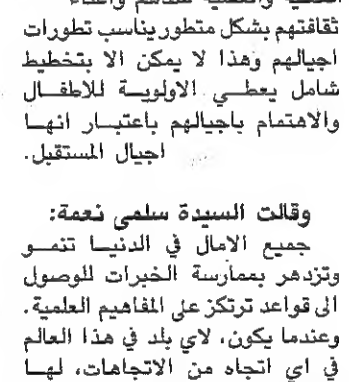 ثقافتهم بشكل متطور يناسب تطورات
اجيالهم وهذا لا يمكن الا بتخطيط
شامل يعطي الاولوية للاطفال
والاهتمام باجيالهم باعتبار انها
اجيال المستقبل.
وقالت السيدة سلمى نعمة:
جميع الامال في الدنيا تنمو
وتزدهر بممارسة الخبرات للوصول
الى قواعد ترتكز على المفاهيم العلمية.
وعندما يكون، لاي بلد في هذا العالم
في اي اتجاه من الاتجاهات، لها